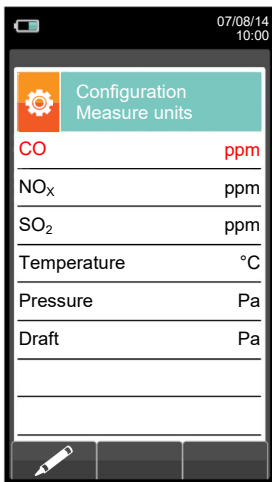 07/08/14
10:00
Configuration
Measure units
CO ppm
NOX ppm
SO2 ppm
Temperature °C
Pressure Pa
Draft Pa